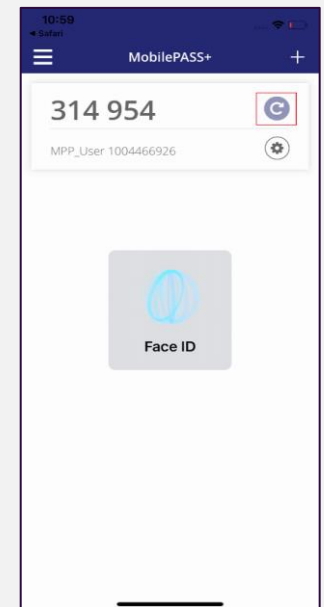 10:59
◀ Safari
MobilePASS+
314 954
MPP_User 1004466926
Face ID